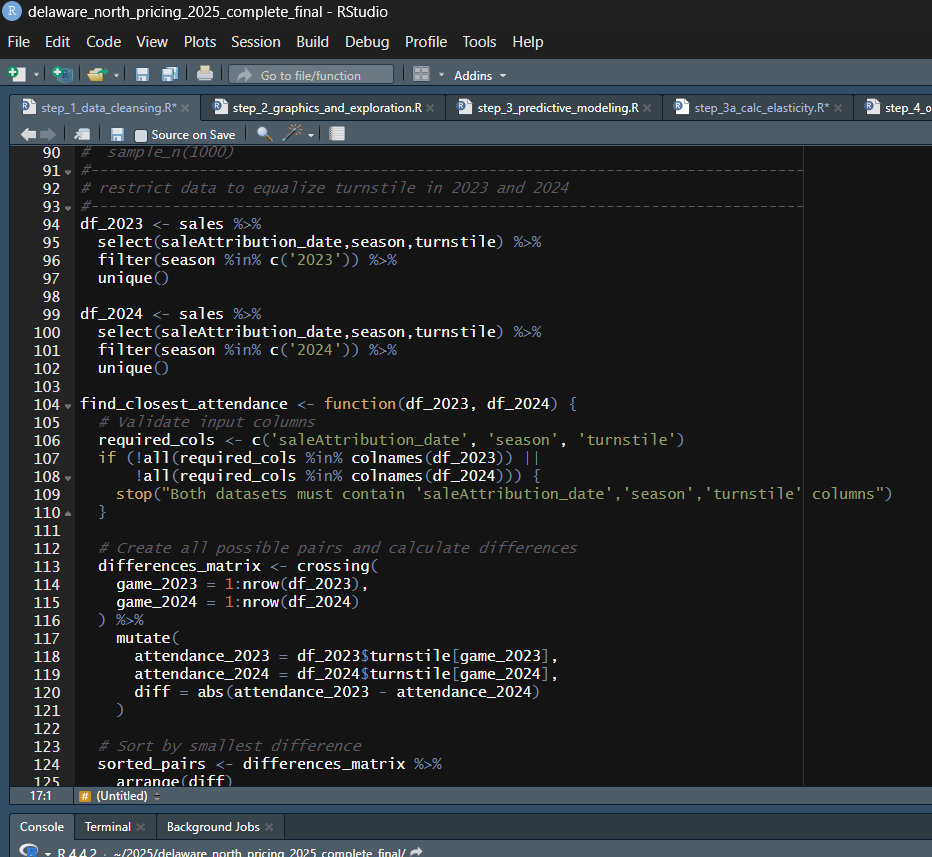 delaware_north_pricing_2025_complete_final - RStudio
File Edit Code View Plots Session Build Debug Profile Tools Help
Go to file/function Addins
step_1_data_cleansing.R* step_2_graphics_and_exploration.R step_3_predictive_modeling.R step_3a_calc_elasticity.R* step_4_o
Source on Save
90 #  sample_n(1000)
91 #-------------------------------------------------------------------------------
92 # restrict data to equalize turnstile in 2023 and 2024
93 #-------------------------------------------------------------------------------
94 df_2023 <- sales %>%
95   select(saleAttribution_date,season,turnstile) %>%
96   filter(season %in% c('2023')) %>%
97   unique()
98
99 df_2024 <- sales %>%
100   select(saleAttribution_date,season,turnstile) %>%
101   filter(season %in% c('2024')) %>%
102   unique()
103
104 find_closest_attendance <- function(df_2023, df_2024) {
105   # Validate input columns
106   required_cols <- c('saleAttribution_date', 'season', 'turnstile')
107   if (!all(required_cols %in% colnames(df_2023)) ||
108       !all(required_cols %in% colnames(df_2024))) {
109     stop("Both datasets must contain 'saleAttribution_date','season','turnstile' columns")
110   }
111
112   # Create all possible pairs and calculate differences
113   differences_matrix <- crossing(
114     game_2023 = 1:nrow(df_2023),
115     game_2024 = 1:nrow(df_2024)
116   ) %>%
117     mutate(
118       attendance_2023 = df_2023$turnstile[game_2023],
119       attendance_2024 = df_2024$turnstile[game_2024],
120       diff = abs(attendance_2023 - attendance_2024)
121     )
122
123   # Sort by smallest difference
124   sorted_pairs <- differences_matrix %>%
125     arrange(diff)
17:1 # (Untitled)
Console Terminal Background Jobs
R 4.4.2 · ~/2025/delaware_north_pricing_2025_complete_final/